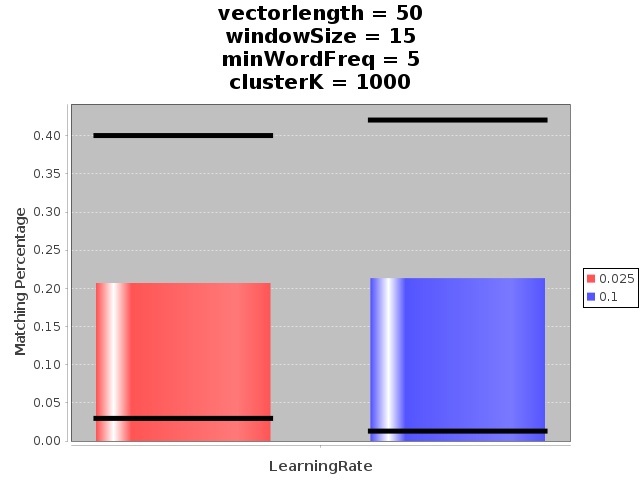 vectorlength = 50
windowSize = 15
minWordFreq = 5
clusterK = 1000
Matching Percentage
0.40
0.35
0.30
0.25
0.20
0.15
0.10
0.05
0.00
LearningRate
0.025
0.1